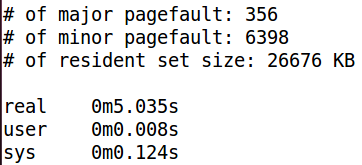 # of major pagefault: 356
# of minor pagefault: 6398
# of resident set size: 26676 KB

real    0m5.035s
user    0m0.008s
sys     0m0.124s